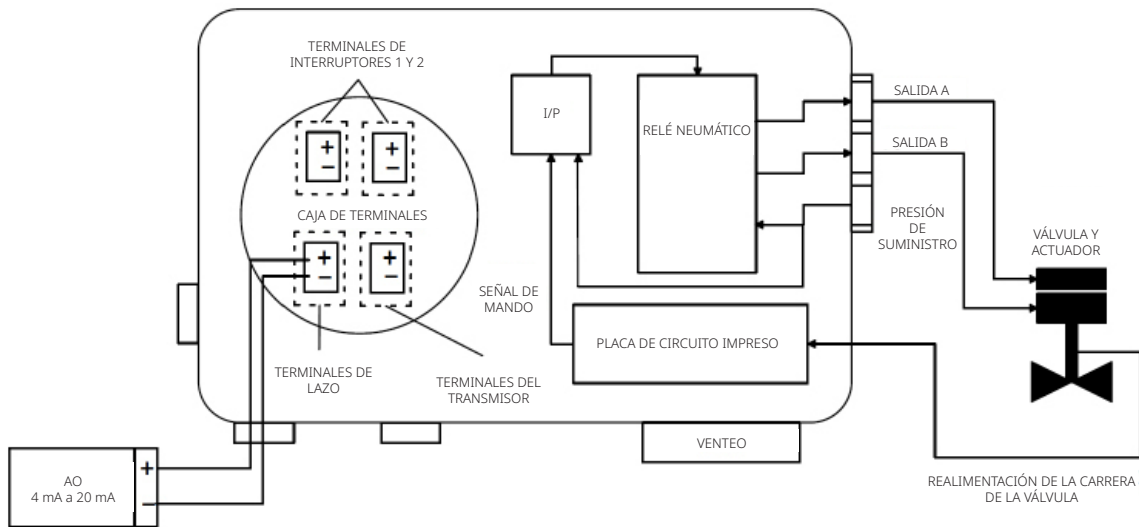 TERMINALES DE
INTERRUPTORES 1 Y 2
I/P
RELÉ NEUMÁTICO
SALIDA A
SALIDA B
+
−
+
−
CAJA DE TERMINALES
+
−
+
−
PRESIÓN
DE
SUMINISTRO
VÁLVULA Y
ACTUADOR
SEÑAL DE
MANDO
PLACA DE CIRCUITO IMPRESO
TERMINALES DE
LAZO
TERMINALES DEL
TRANSMISOR
VENTEO
AO
4 mA a 20 mA
+
−
REALIMENTACIÓN DE LA CARRERA
DE LA VÁLVULA